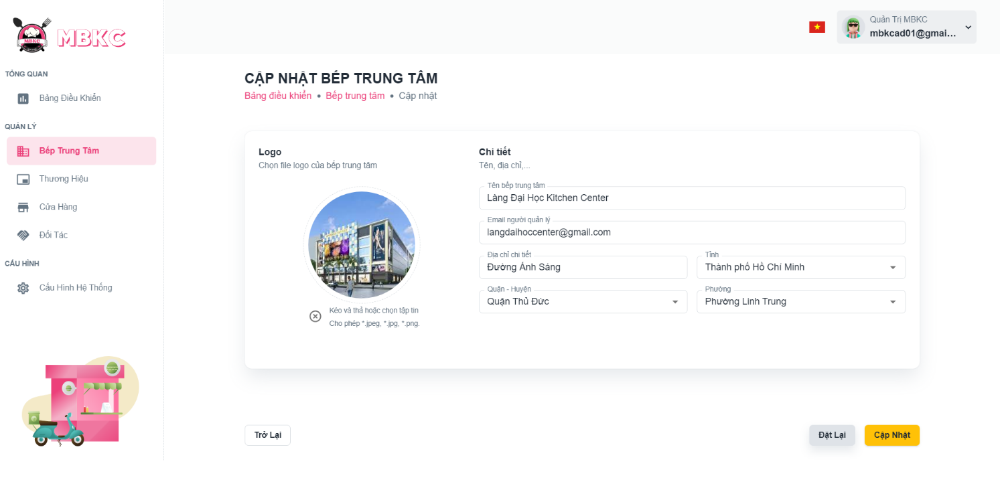 MBKC
MBKC
Quản Trị MBKC
mbkcad01@gmai...
TỔNG QUAN
Bảng Điều Khiển
QUẢN LÝ
Bếp Trung Tâm
Thương Hiệu
Cửa Hàng
Đối Tác
CẤU HÌNH
Cấu Hình Hệ Thống
CẬP NHẬT BẾP TRUNG TÂM
Bảng điều khiển • Bếp trung tâm • Cập nhật
Logo
Chọn file logo của bếp trung tâm
Kéo và thả hoặc chọn tập tin
Cho phép *.jpeg, *.jpg, *.png.
Chi tiết
Tên, địa chỉ,...
Tên bếp trung tâm
Làng Đại Học Kitchen Center
Email người quản lý
langdaihoccenter@gmail.com
Địa chỉ chi tiết
Đường Ánh Sáng
Tỉnh
Thành phố Hồ Chí Minh
Quận - Huyện
Quận Thủ Đức
Phường
Phường Linh Trung
Trở Lại
Đặt Lại
Cập Nhật